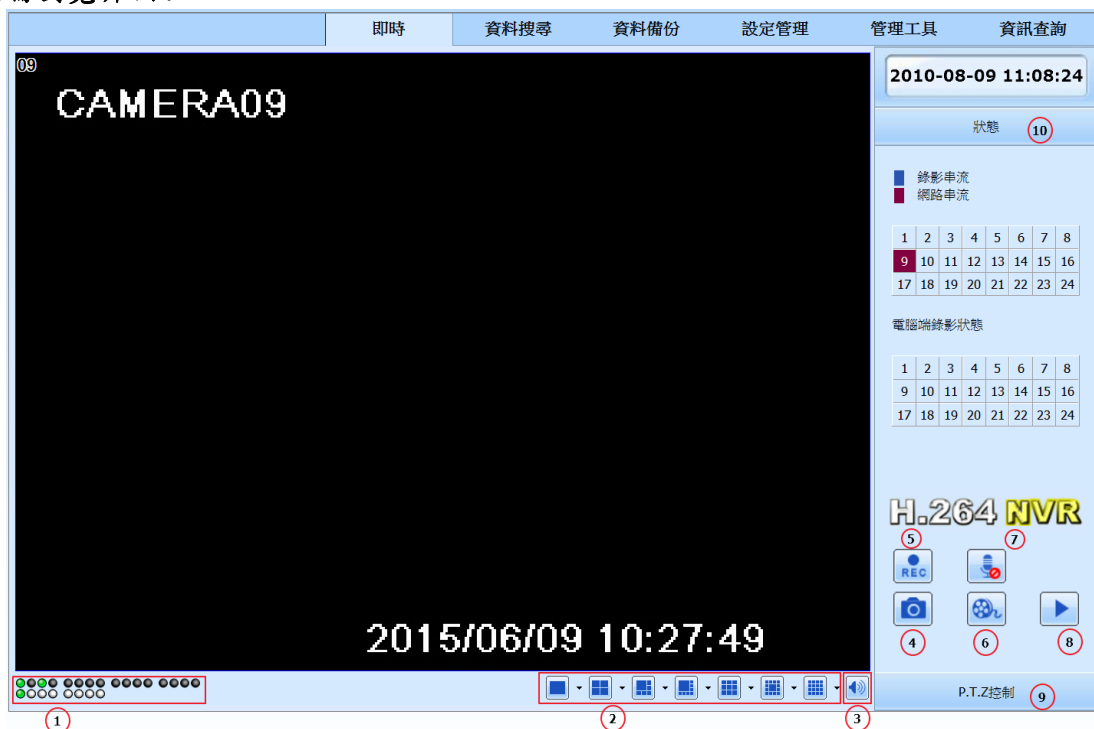 即時 資料搜尋 資料備份 設定管理 管理工具 資訊查詢
09
CAMERA09
2015/06/09 10:27:49
2010-08-09 11:08:24
狀態 10
錄影串流
網路串流
1 2 3 4 5 6 7 8
9 10 11 12 13 14 15 16
17 18 19 20 21 22 23 24
電腦端錄影狀態
1 2 3 4 5 6 7 8
9 10 11 12 13 14 15 16
17 18 19 20 21 22 23 24
H.264 NVR
5 7
REC
4 6 8
P.T.Z控制 9
1 2 3